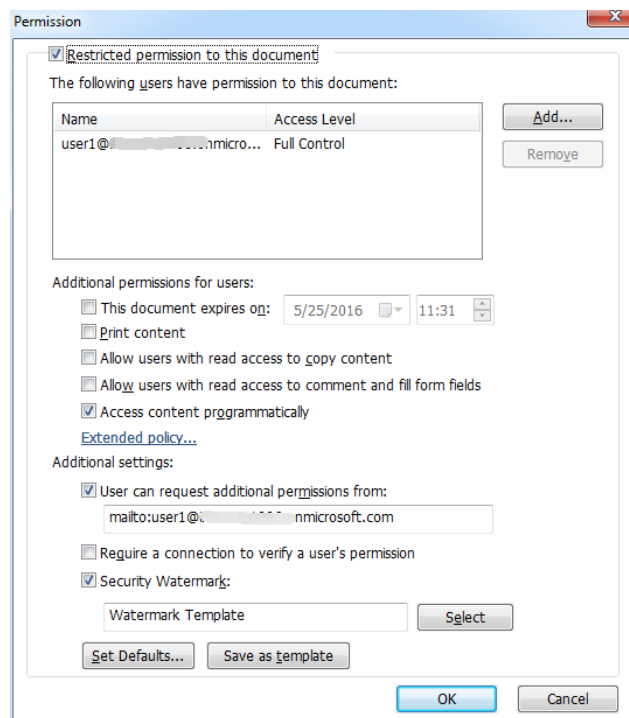 Permission
Restricted permission to this document
The following users have permission to this document:
Name Access Level
Add...
user1@ nmicro... Full Control
Remove
Additional permissions for users:
This document expires on: 5/25/2016 11:31
Print content
Allow users with read access to copy content
Allow users with read access to comment and fill form fields
Access content programmatically
Extended policy...
Additional settings:
User can request additional permissions from:
mailto:user1@ nmicrosoft.com
Require a connection to verify a user's permission
Security Watermark:
Watermark Template Select
Set Defaults... Save as template
OK Cancel